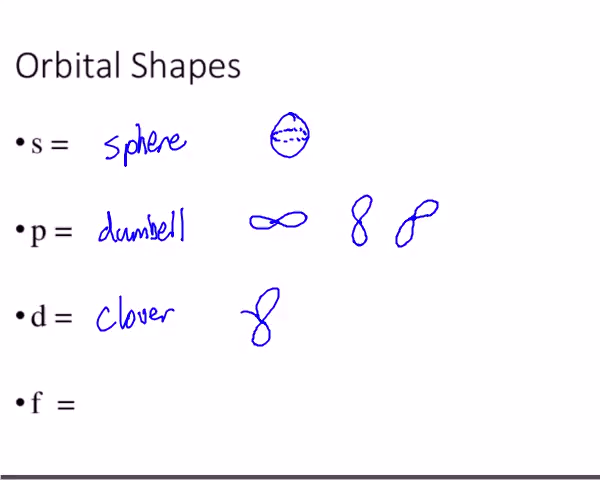 Orbital Shapes
• s = sphere
• p = dumbell
• d = clover
• f =